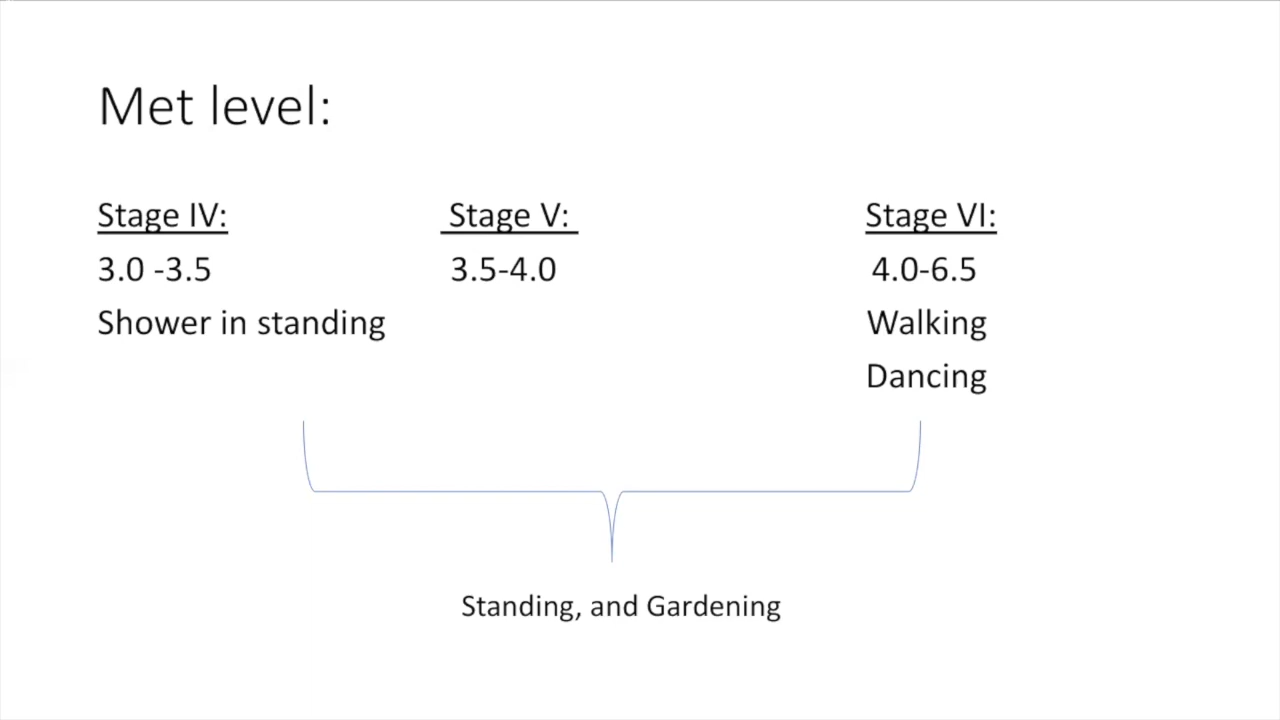 Met level:
Stage IV: Stage V: Stage VI:
3.0 -3.5 3.5-4.0 4.0-6.5
Shower in standing Walking
Dancing
Standing, and Gardening